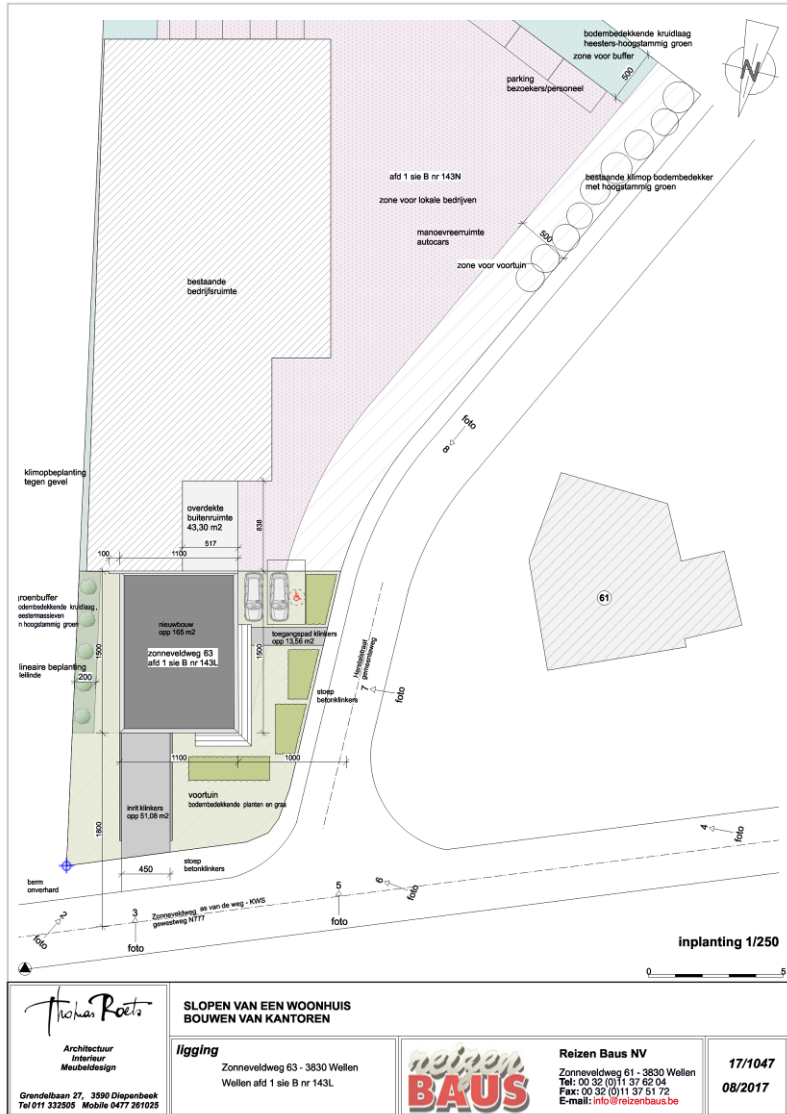 bodembedekkende kruidlaag
heesters-hoogstammig groen
zone voor buffer
500
N
parking
bezoekers/personeel
afd 1 sie B nr 143N
zone voor lokale bedrijven
bestaande klimop bodembedekker
met hoogstammig groen
manoevreerruimte
autocars
500
zone voor voortuin
bestaande
bedrijfsruimte
foto
8
klimopbeplanting
tegen gevel
overdekte
buitenruimte
43,30 m2
838
517
100
1100
61
groenbuffer
bodembedekkende kruidlaag,
heestermassieven
en hoogstammig groen
nieuwbouw
opp 165 m2
toegangspad klinkers
opp 13,56 m2
1500
zonneveldweg 63
afd 1 sie B nr 143L
1500
lineaire beplanting
leilinde
200
Herestraat
gemeenteweg
stoep
betonklinkers
7
foto
1100
1000
voortuin
bodembedekkende planten en gras
inrit klinkers
opp 51,08 m2
1800
450
stoep
betonklinkers
berm
onverhard
4
foto
5
6
foto
foto
2
foto
3
foto
Zonneveldweg as van de weg - KWS
gewestweg N777
inplanting 1/250
0
5
Thomas Roets
Architectuur
Interieur
Meubeldesign
Grendelbaan 27, 3590 Diepenbeek
Tel 011 332505 Mobile 0477 261025
SLOPEN VAN EEN WOONHUIS
BOUWEN VAN KANTOREN
ligging
Zonneveldweg 63 - 3830 Wellen
Wellen afd 1 sie B nr 143L
reizen
BAUS
Reizen Baus NV
Zonneveldweg 61 - 3830 Wellen
Tel: 00 32 (0)11 37 62 04
Fax: 00 32 (0)11 37 51 72
E-mail: info@reizenbaus.be
17/1047
08/2017